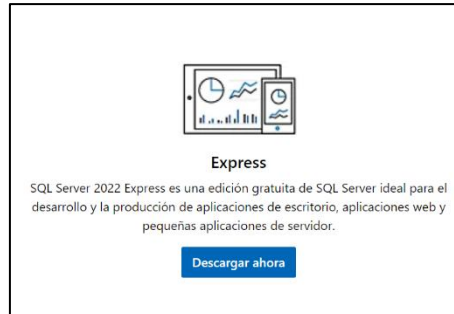 Express
SQL Server 2022 Express es una edición gratuita de SQL Server ideal para el
desarrollo y la producción de aplicaciones de escritorio, aplicaciones web y
pequeñas aplicaciones de servidor.
Descargar ahora